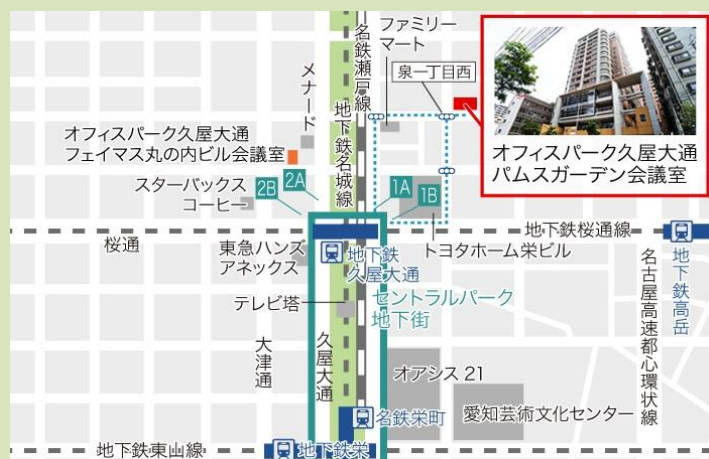 ファミリー
マート
名鉄瀬戸線
泉一丁目西
メナード
地下鉄名城線
オフィスパーク久屋大通
フェイマス丸の内ビル会議室
オフィスパーク久屋大通
パムスガーデン会議室
スターバックス
コーヒー
2B
2A
1A
1B
桜通
地下鉄桜通線
東急ハンズ
アネックス
地下鉄
久屋大通
トヨタホーム栄ビル
地下鉄高岳
名古屋高速都心環状線
テレビ塔
セントラルパーク
地下街
大津通
久屋大通
オアシス21
名鉄栄町
愛知芸術文化センター
地下鉄東山線
地下鉄栄